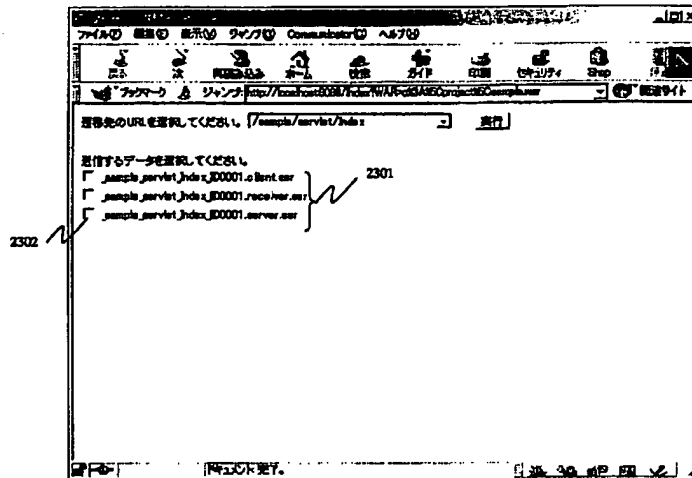 ファイル(F) 編集(E) 表示(V) ジャンプ(G) Communicator(C) ヘルプ(H)
戻る 次 再読み込み ホーム 検索 ガイド 印刷 セキュリティ Shop
ブックマーク ジャンプ: 関連サイト
遷移先のURLを選択してください。 /sample/servlet/Index 実行
送信するデータを選択してください。
_sample_servlet_Index_ID0001.client.ser
_sample_servlet_Index_ID0001.receiver.ser
_sample_servlet_Index_ID0001.server.ser
2301
2302
ドキュメント完了。